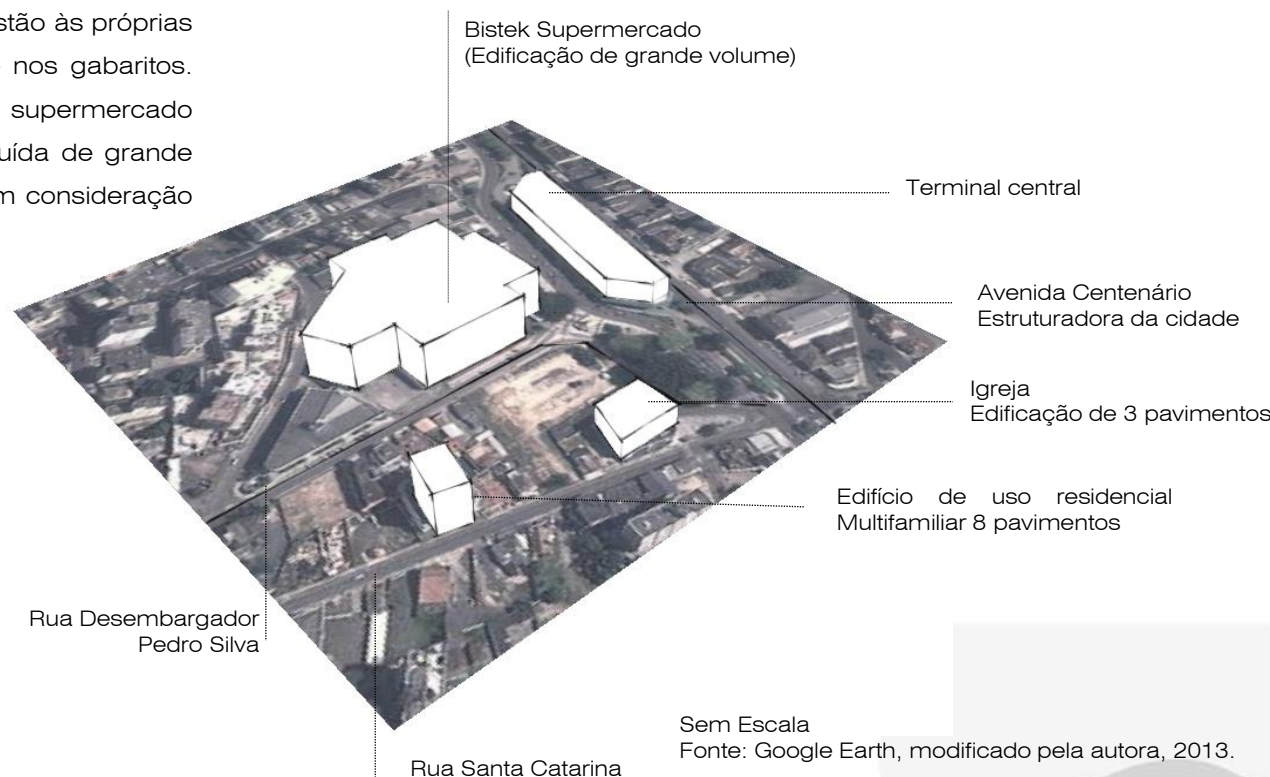 stão às próprias
nos gabaritos.
supermercado
uída de grande
m consideração
Bistek Supermercado
(Edificação de grande volume)
Terminal central
Avenida Centenário
Estruturadora da cidade
Igreja
Edificação de 3 pavimentos
Edifício de uso residencial
Multifamiliar 8 pavimentos
Rua Desembargador
Pedro Silva
Rua Santa Catarina
Sem Escala
Fonte: Google Earth, modificado pela autora, 2013.